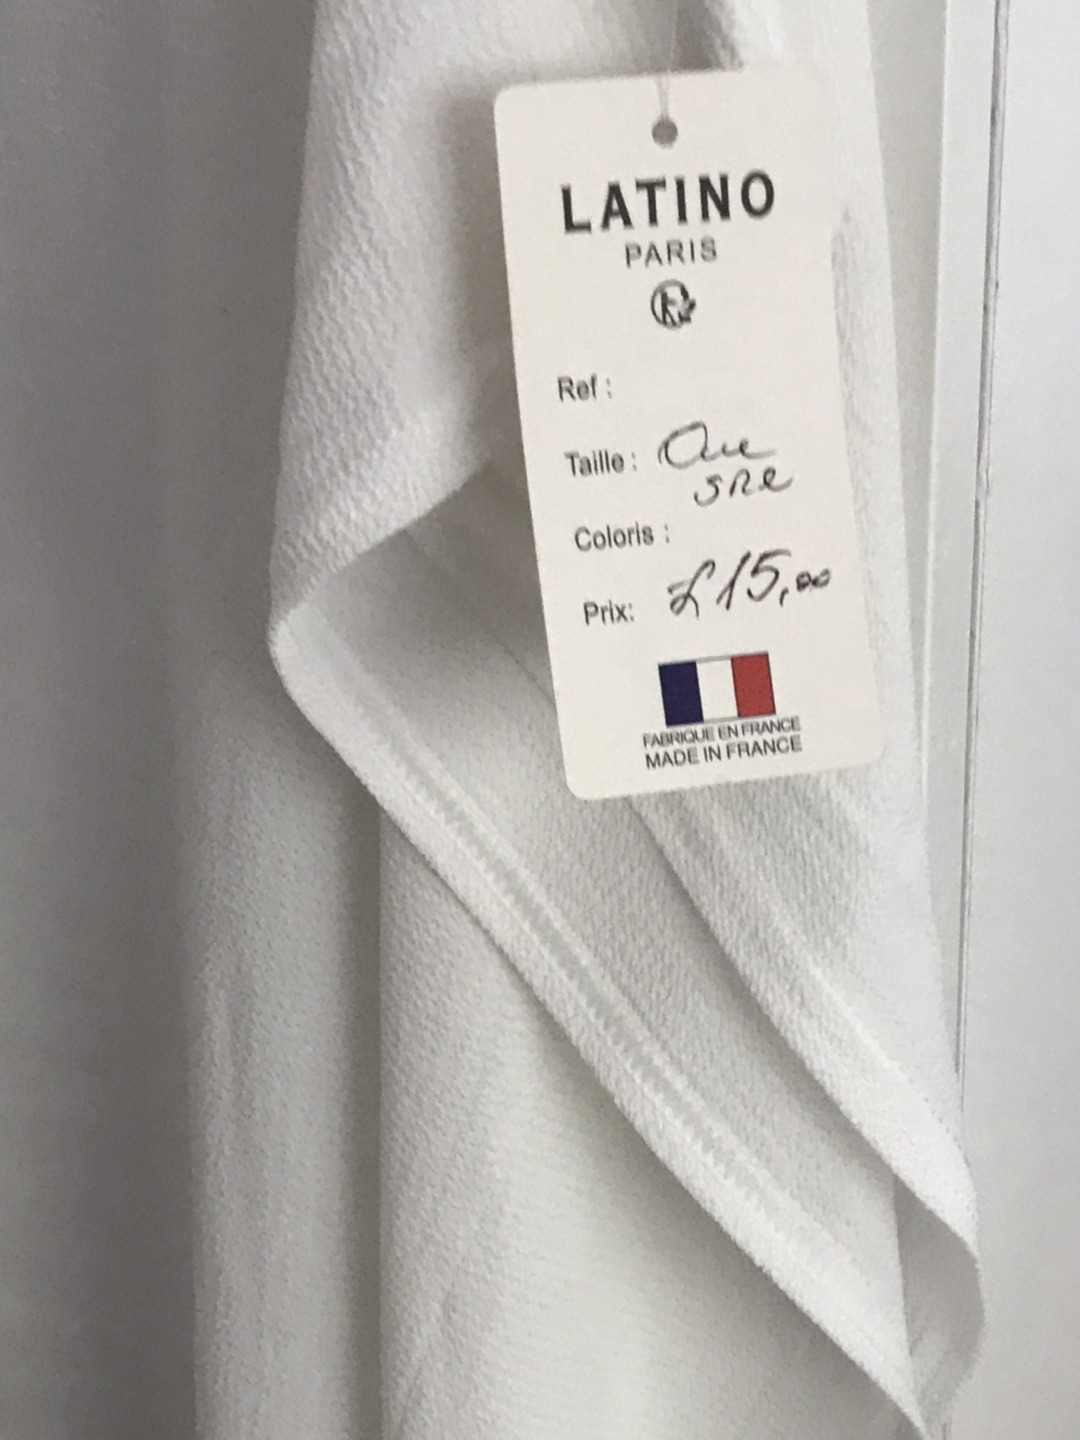 LATINO
PARIS
Ref :
Taille : One
size
Coloris :
Prix: £15,00
FABRIQUE EN FRANCE
MADE IN FRANCE